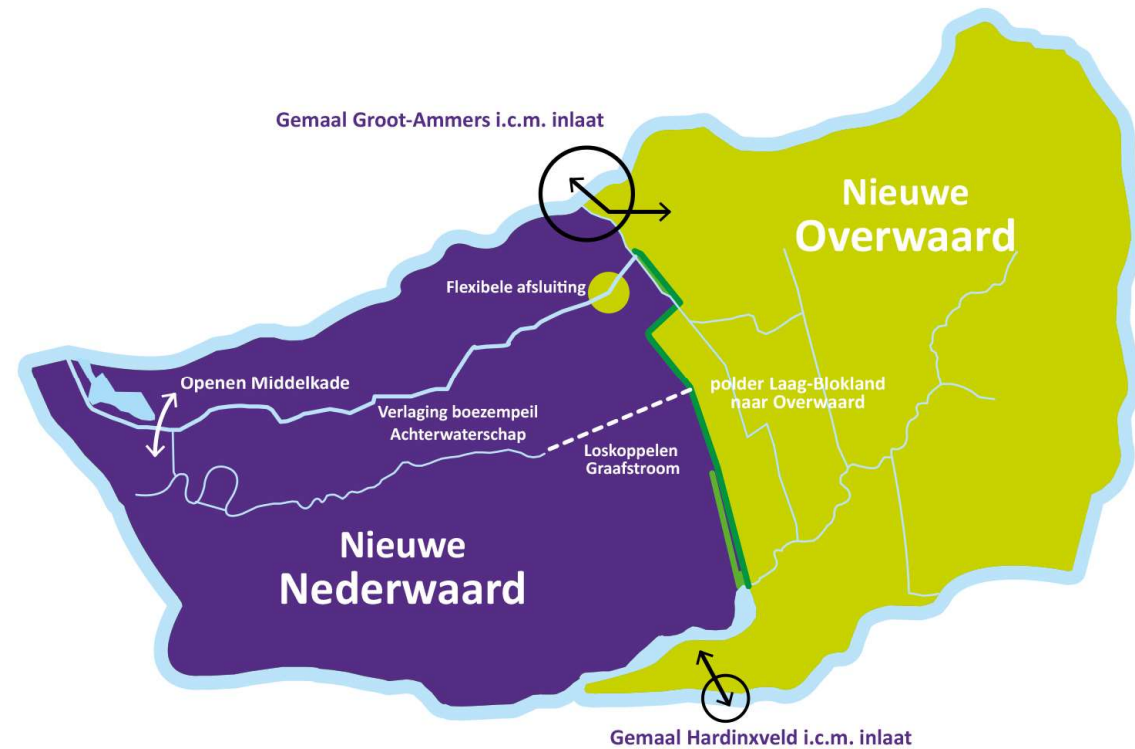 Gemaal Groot-Ammers i.c.m. inlaat
Nieuwe
Overwaard
Flexibele afsluiting
Openen Middelkade
polder Laag-Blokland
naar Overwaard
Verlaging boezempeil
Achterwaterschap
Loskoppelen
Graafstroom
Nieuwe
Nederwaard
Gemaal Hardinxveld i.c.m. inlaat